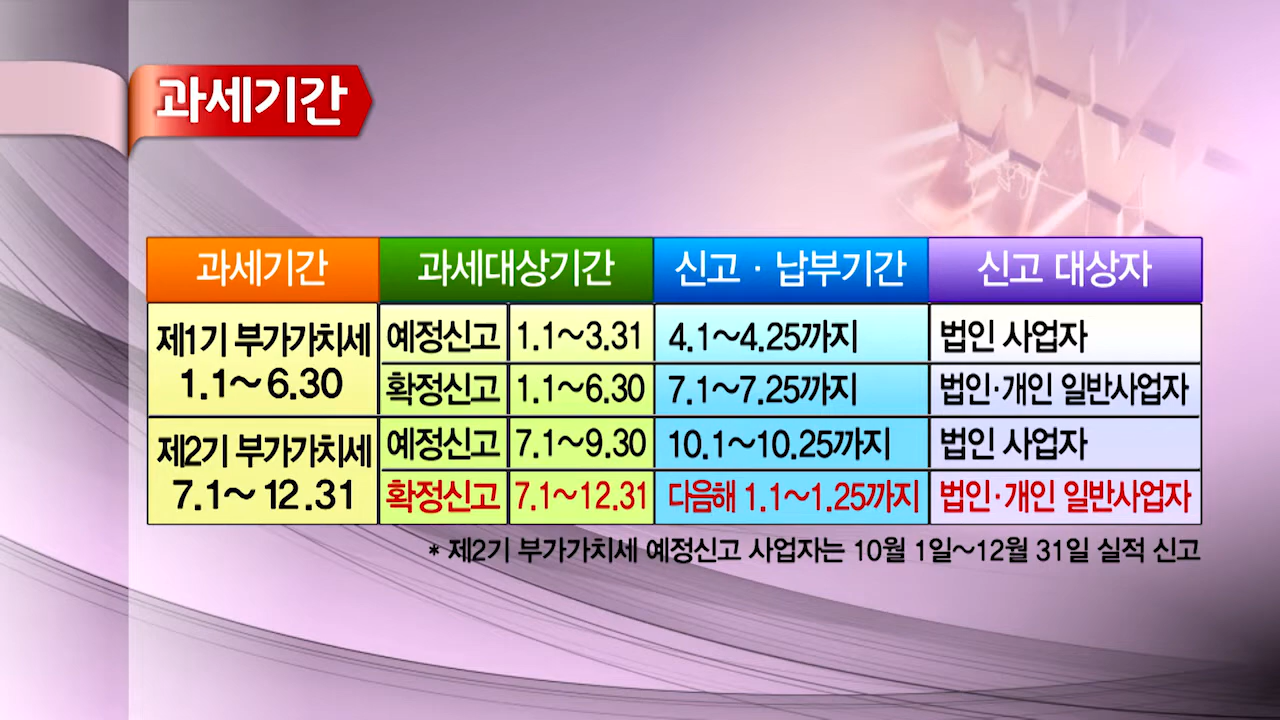 과세기간
과세기간 과세대상기간 신고 · 납부기간 신고 대상자
제1기 부가가치세
1.1~6.30
예정신고 1.1~3.31 4.1~4.25까지 법인 사업자
확정신고 1.1~6.30 7.1~7.25까지 법인·개인 일반사업자
제2기 부가가치세
7.1~12.31
예정신고 7.1~9.30 10.1~10.25까지 법인 사업자
확정신고 7.1~12.31 다음해 1.1~1.25까지 법인·개인 일반사업자
* 제2기 부가가치세 예정신고 사업자는 10월 1일~12월 31일 실적 신고